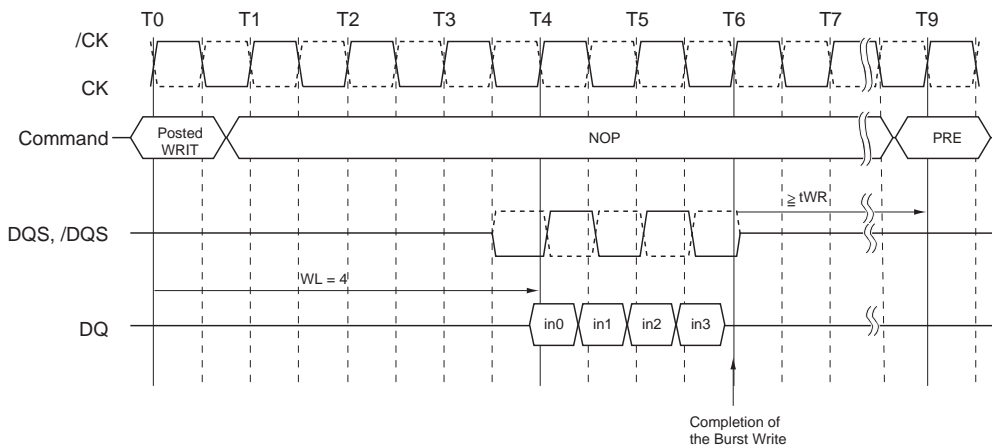 T0 T1 T2 T3 T4 T5 T6 T7 T9
/CK
CK
Command
Posted
WRIT
NOP
PRE
≧ tWR
DQS, /DQS
WL = 4
DQ
in0 in1 in2 in3
Completion of
the Burst Write